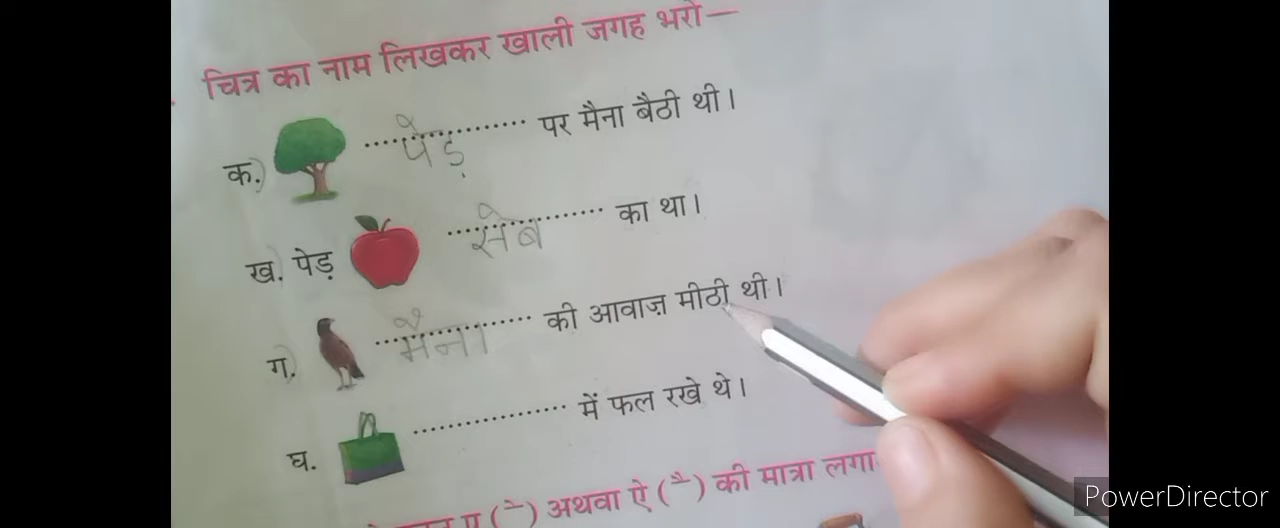 चित्र का नाम लिखकर खाली जगह भरो—
क. ........पेड़........ पर मैना बैठी थी।
ख. पेड़ ........सेब........ का था।
ग. ........मैना........ की आवाज़ मीठी थी।
घ. .................. में फल रखे थे।
ए (े) अथवा ऐ (ै) की मात्रा लगा
PowerDirector